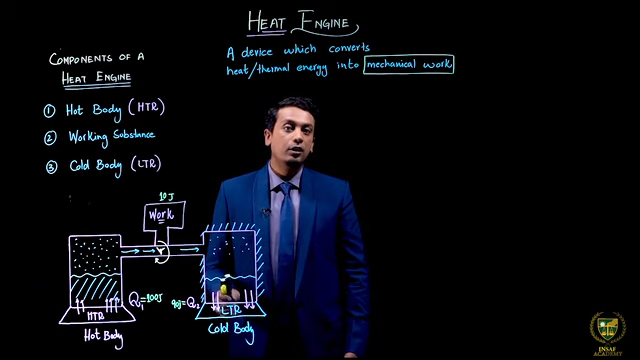 HEAT ENGINE
A device which converts
heat/thermal energy into mechanical work
COMPONENTS OF A
HEAT ENGINE
① Hot Body (HTR)
② Working Substance
③ Cold Body (LTR)
10J
Work
Q₁=100J
90J=Q₂
HTR
LTR
Hot Body
Cold Body
INSAF
ACADEMY